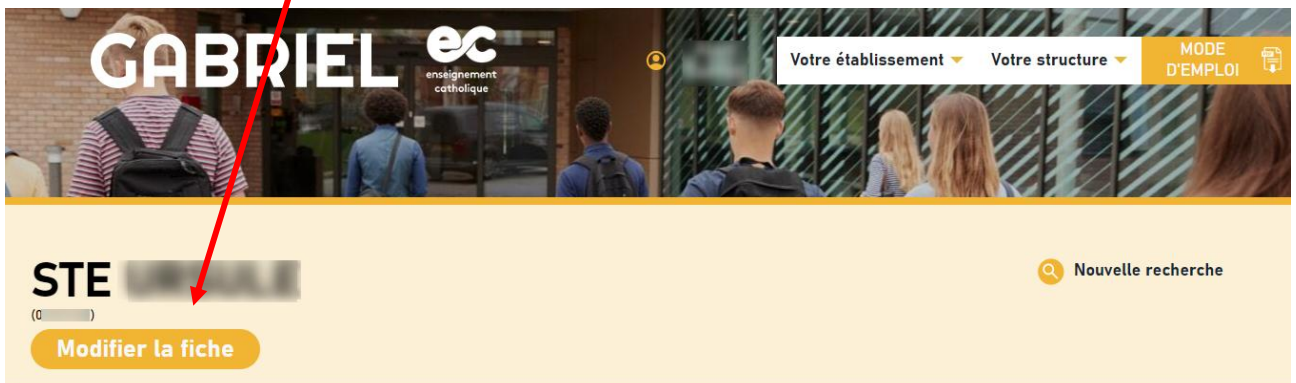 GABRIEL
ec
enseignement
catholique
Votre établissement
Votre structure
MODE
D'EMPLOI
STE
Nouvelle recherche
(0 )
Modifier la fiche